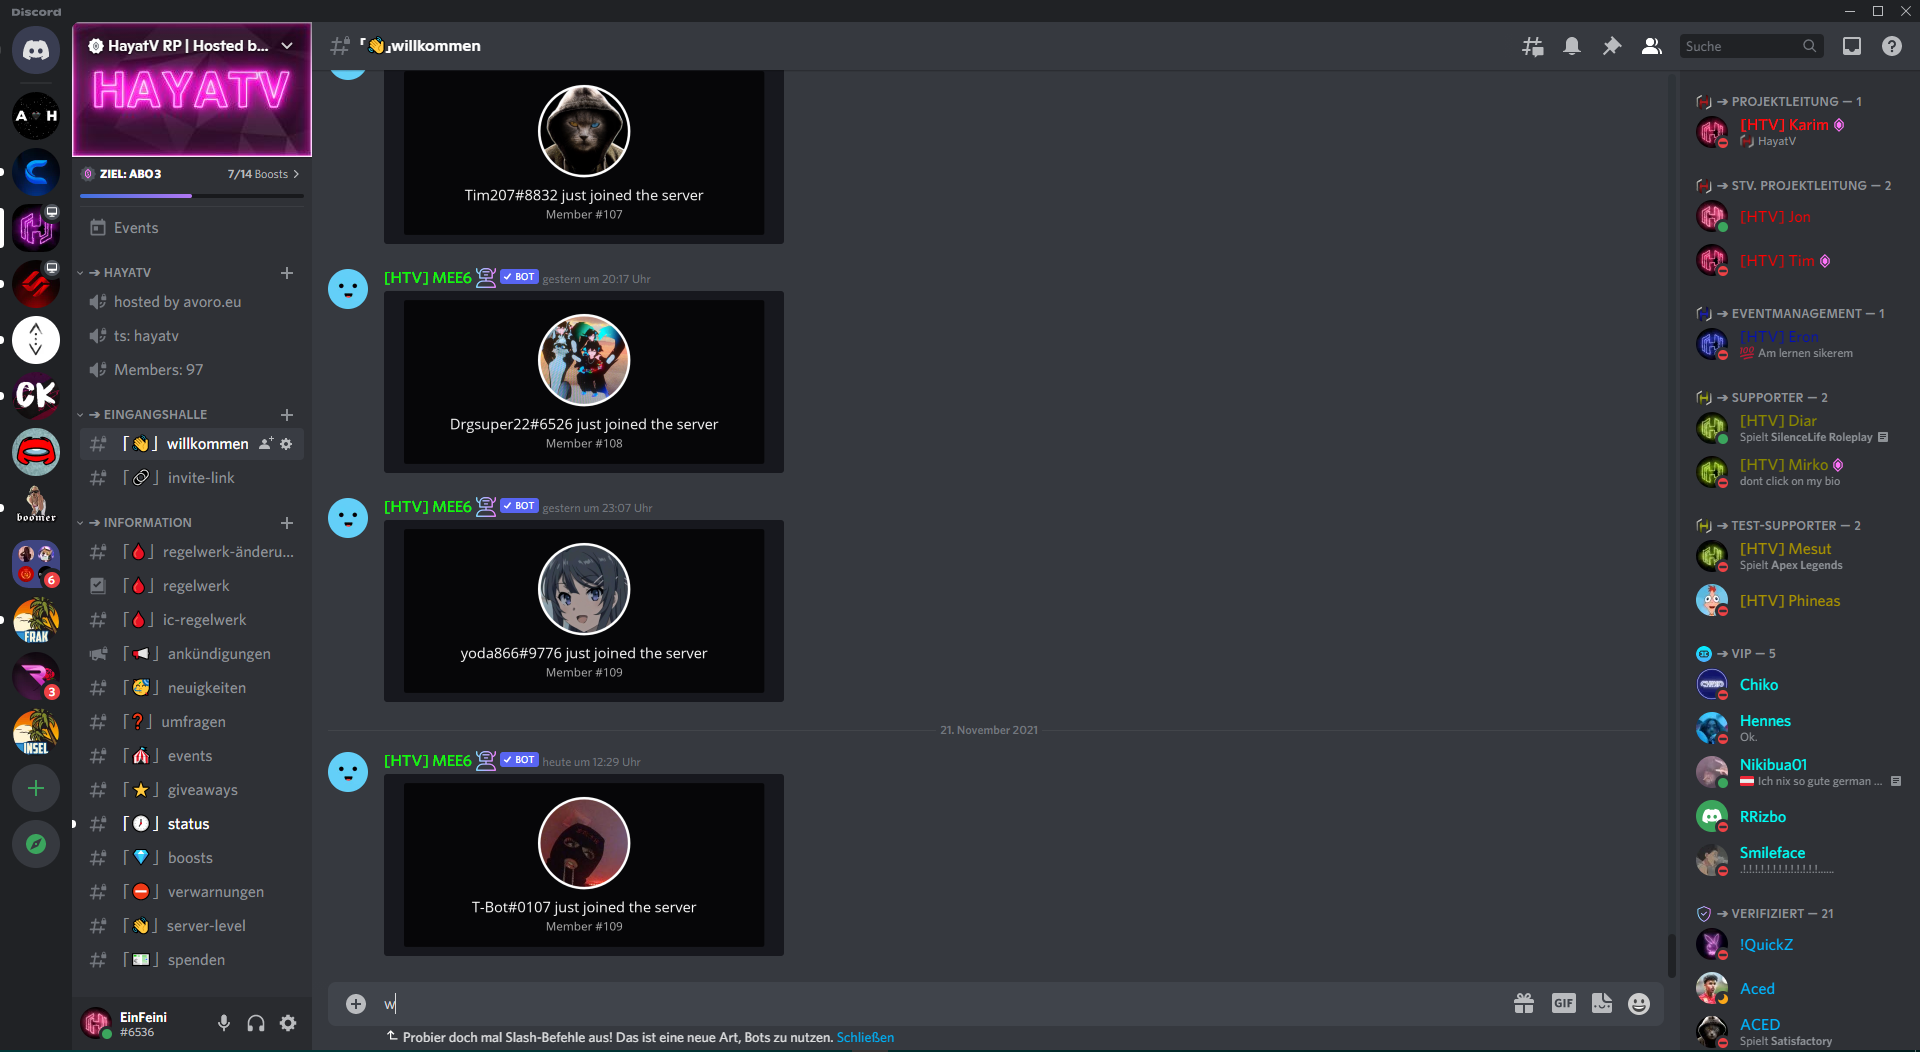 Discord
HayatV RP | Hosted b...
HAYATV
ZIEL: ABO 3
7/14 Boosts
Events
HAYATV
hosted by avoro.eu
ts: hayatv
Members: 97
EINGANGSHALLE
「👋」 willkommen
「🔗」 invite-link
INFORMATION
「🩸」 regelwerk-änderu...
「🩸」 regelwerk
「🩸」 ic-regelwerk
「📢」 ankündigungen
「🥳」 neuigkeiten
「❓」 umfragen
「🎪」 events
「⭐」 giveaways
「🕖」 status
「💎」 boosts
「⛔」 verwarnungen
「👋」 server-level
「💵」 spenden
EinFeini
#6536
A H
CK
boomer
6
FRAK
3
INSEL
「👋」willkommen
Suche
Tim207#8832 just joined the server
Member #107
[HTV] MEE6 BOT gestern um 20:17 Uhr
Drgsuper22#6526 just joined the server
Member #108
[HTV] MEE6 BOT gestern um 23:07 Uhr
yoda866#9776 just joined the server
Member #109
21. November 2021
[HTV] MEE6 BOT heute um 12:29 Uhr
T-Bot#0107 just joined the server
Member #109
w
GIF
Probier doch mal Slash-Befehle aus! Das ist eine neue Art, Bots zu nutzen. Schließen
➔ PROJEKTLEITUNG — 1
[HTV] Karim
HayatV
➔ STV. PROJEKTLEITUNG — 2
[HTV] Jon
[HTV] Tim
➔ EVENTMANAGEMENT — 1
[HTV] Eron
💯 Am lernen sikerem
➔ SUPPORTER — 2
[HTV] Diar
Spielt SilenceLife Roleplay
[HTV] Mirko
dont click on my bio
➔ TEST-SUPPORTER — 2
[HTV] Mesut
Spielt Apex Legends
[HTV] Phineas
➔ VIP — 5
Chiko
Hennes
Ok.
Nikibua01
Ich nix so gute german ...
RRizbo
Smileface
➔ VERIFIZIERT — 21
!QuickZ
Aced
ACED
Spielt Satisfactory